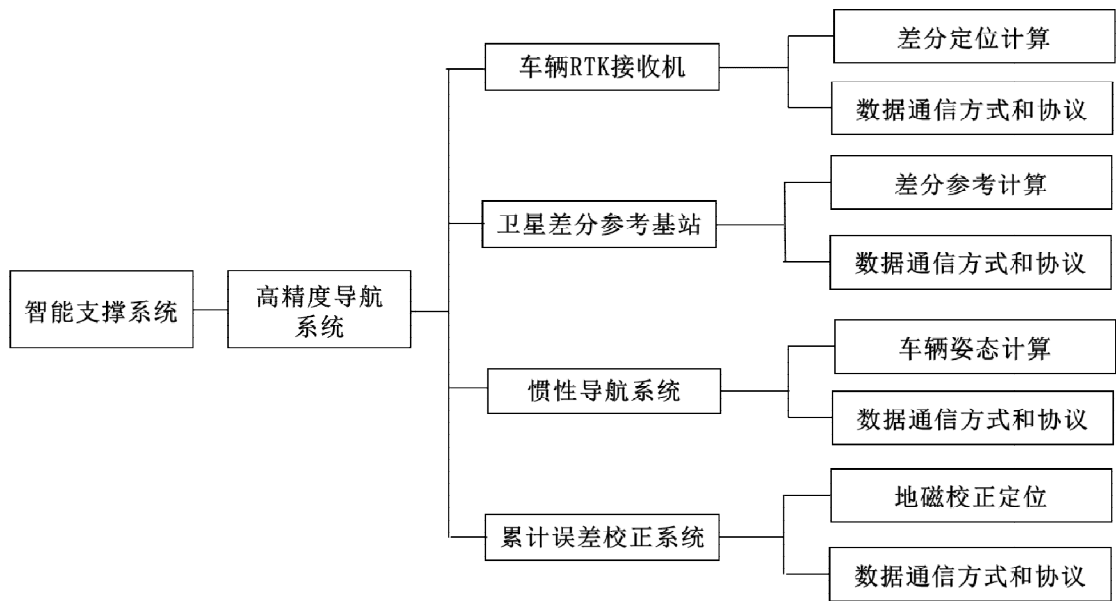 智能支撑系统
高精度导航
系统
车辆RTK接收机
差分定位计算
数据通信方式和协议
卫星差分参考基站
差分参考计算
数据通信方式和协议
惯性导航系统
车辆姿态计算
数据通信方式和协议
累计误差校正系统
地磁校正定位
数据通信方式和协议